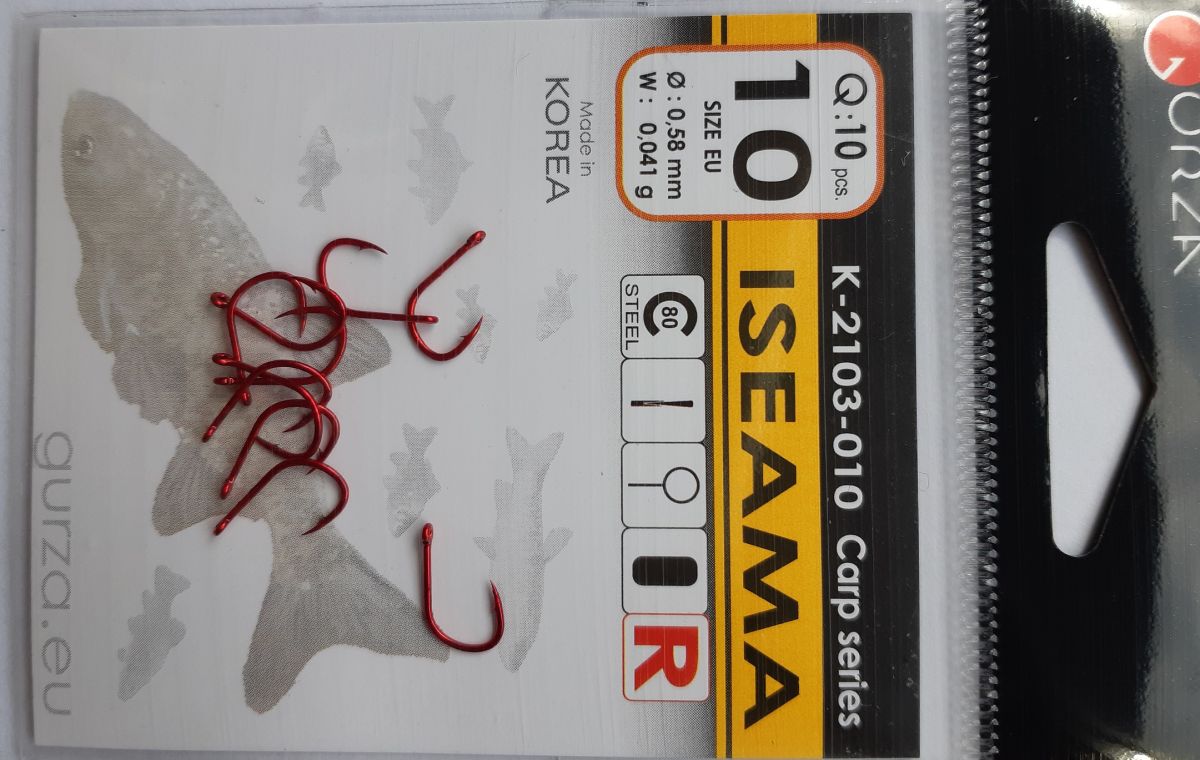 GURZA
K-2103-010 Carp series
Q:10 pcs.
10
SIZE EU
Ø: 0,58 mm
W: 0,041 g
ISEAMA
80
C
STEEL
R
Made in
KOREA
gurza.eu